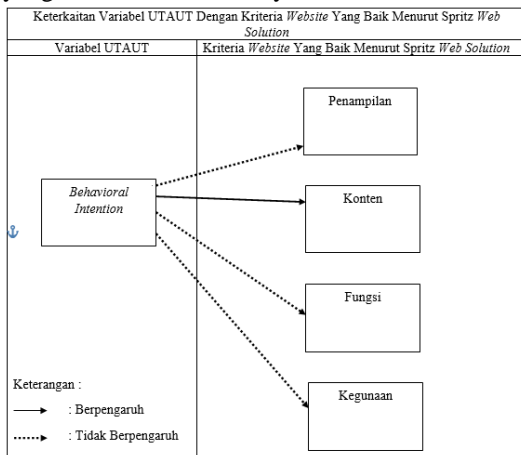 Keterkaitan Variabel UTAUT Dengan Kriteria Website Yang Baik Menurut Spritz Web
Solution
Variabel UTAUT
Kriteria Website Yang Baik Menurut Spritz Web Solution
Penampilan
Behavioral
Intention
Konten
Fungsi
Kegunaan
Keterangan :
: Berpengaruh
: Tidak Berpengaruh